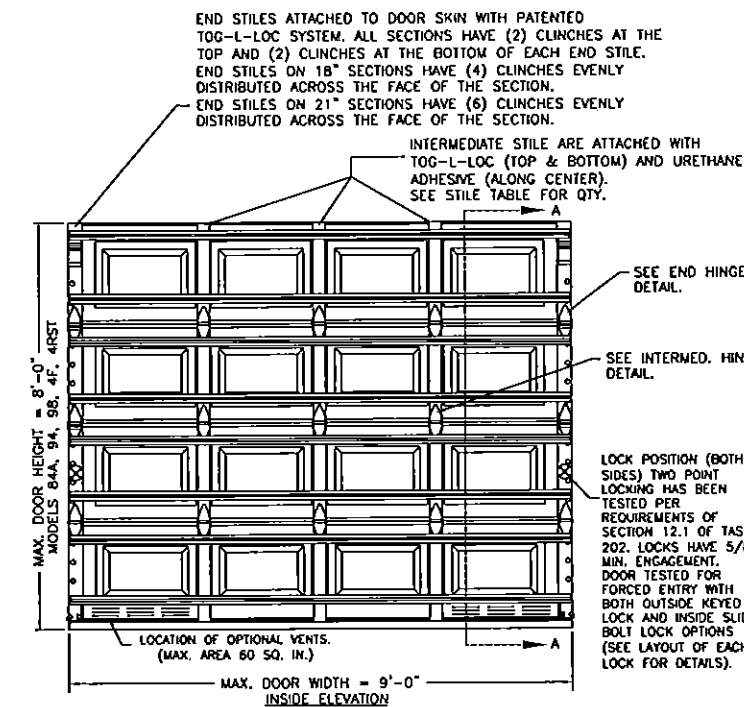 END STILES ATTACHED TO DOOR SKIN WITH PATENTED
TOG-L-LOC SYSTEM. ALL SECTIONS HAVE (2) CLINCHES AT THE
TOP AND (2) CLINCHES AT THE BOTTOM OF EACH END STILE.
END STILES ON 18" SECTIONS HAVE (4) CLINCHES EVENLY
DISTRIBUTED ACROSS THE FACE OF THE SECTION.
END STILES ON 21" SECTIONS HAVE (6) CLINCHES EVENLY
DISTRIBUTED ACROSS THE FACE OF THE SECTION.
INTERMEDIATE STILE ARE ATTACHED WITH
TOG-L-LOC (TOP & BOTTOM) AND URETHANE
ADHESIVE (ALONG CENTER).
SEE STILE TABLE FOR QTY.
A
SEE END HINGE
DETAIL.
SEE INTERMED. HIN
DETAIL.
MAX. DOOR HEIGHT = 8'-0"
MODELS 84A, 94, 98, 4F, 4RST
LOCK POSITION (BOTH
SIDES) TWO POINT
LOCKING HAS BEEN
TESTED PER
REQUIREMENTS OF
SECTION 12.1 OF TAS
202. LOCKS HAVE 5/8
MIN. ENGAGEMENT.
DOOR TESTED FOR
FORCED ENTRY WITH
BOTH OUTSIDE KEYED
LOCK AND INSIDE SLID
BOLT LOCK OPTIONS
(SEE LAYOUT OF EACH
LOCK FOR DETAILS).
LOCATION OF OPTIONAL VENTS.
(MAX. AREA 60 SQ. IN.)
A
MAX. DOOR WIDTH = 9'-0"
INSIDE ELEVATION